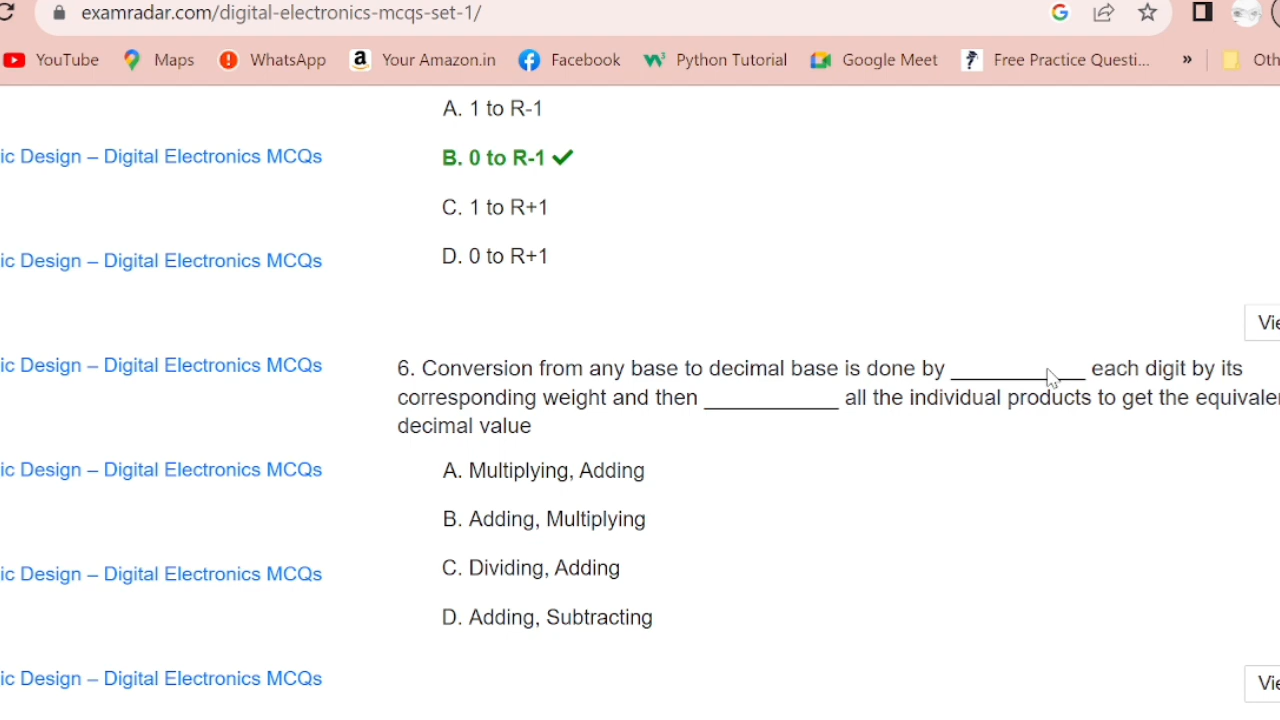 examradar.com/digital-electronics-mcqs-set-1/
YouTube Maps WhatsApp Your Amazon.in Facebook Python Tutorial Google Meet Free Practice Questi... » Oth
A. 1 to R-1
ic Design – Digital Electronics MCQs
B. 0 to R-1
C. 1 to R+1
D. 0 to R+1
ic Design – Digital Electronics MCQs
Vie
ic Design – Digital Electronics MCQs
6. Conversion from any base to decimal base is done by ___________ each digit by its
corresponding weight and then ___________ all the individual products to get the equivale
decimal value
ic Design – Digital Electronics MCQs
A. Multiplying, Adding
B. Adding, Multiplying
ic Design – Digital Electronics MCQs
C. Dividing, Adding
D. Adding, Subtracting
ic Design – Digital Electronics MCQs
Vie